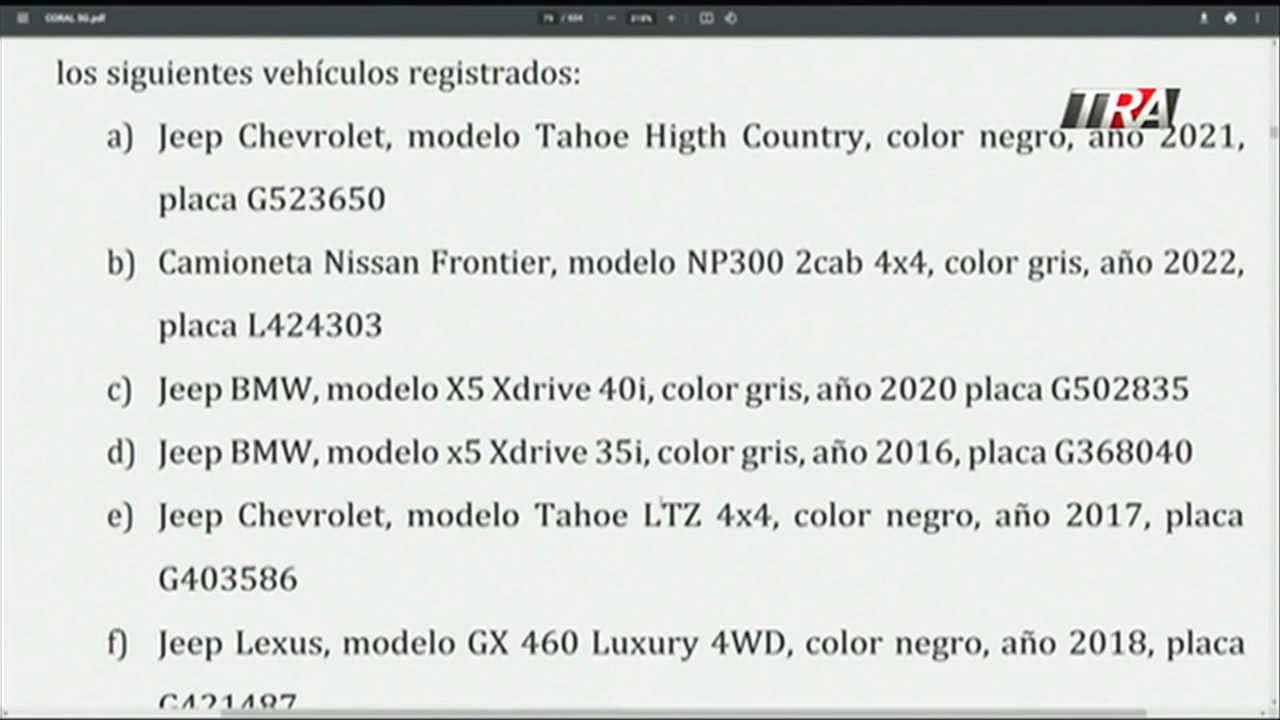 CORAL 5G.pdf
los siguientes vehículos registrados:
TRA
a) Jeep Chevrolet, modelo Tahoe Higth Country, color negro, año 2021,
placa G523650
b) Camioneta Nissan Frontier, modelo NP300 2cab 4x4, color gris, año 2022,
placa L424303
c) Jeep BMW, modelo X5 Xdrive 40i, color gris, año 2020 placa G502835
d) Jeep BMW, modelo x5 Xdrive 35i, color gris, año 2016, placa G368040
e) Jeep Chevrolet, modelo Tahoe LTZ 4x4, color negro, año 2017, placa
G403586
f) Jeep Lexus, modelo GX 460 Luxury 4WD, color negro, año 2018, placa
G421487